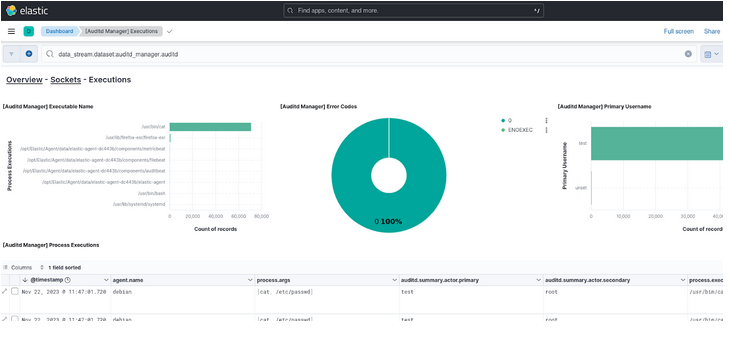 elastic
Find apps, content, and more.
D Dashboard [Auditd Manager] Executions Full screen Share
data_stream.dataset:auditd_manager.auditd
Overview - Sockets - Executions
[Auditd Manager] Executable Name
Process Executions
/usr/bin/cat
/usr/lib/firefox-esr/firefox-esr
/opt/Elastic/Agent/data/elastic-agent-dc443b/components/metricbeat
/opt/Elastic/Agent/data/elastic-agent-dc443b/components/filebeat
/opt/Elastic/Agent/data/elastic-agent-dc443b/components/auditbeat
/opt/Elastic/Agent/data/elastic-agent-dc443b/elastic-agent
/usr/bin/bash
/usr/lib/systemd/systemd
0 20,000 40,000 60,000 80,000
Count of records
[Auditd Manager] Error Codes
0
ENOEXEC
0 100%
[Auditd Manager] Primary Username
Primary Username
test
unset
0 10,000 20,000 30,000 40,0
Count of record
[Auditd Manager] Process Executions
Columns 1 field sorted
@timestamp agent.name process.args auditd.summary.actor.primary auditd.summary.actor.secondary process.exec
Nov 22, 2023 @ 11:47:01.720 debian [cat, /etc/passwd] test root /usr/bin/ca
Nov 22, 2023 @ 11:47:01.720 debian [cat, /etc/passwd] test root /usr/bin/ca